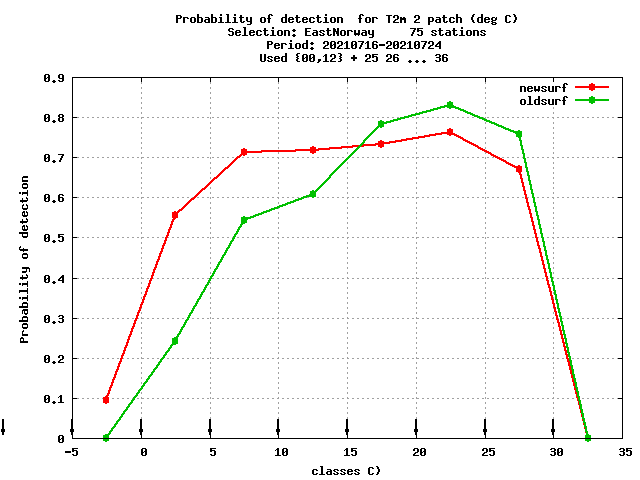 Probability of detection  for T2m 2 patch (deg C)
Selection: EastNorway     75 stations
Period: 20210716-20210724
Used {00,12} + 25 26 ... 36
newsurf
oldsurf
0.9
0.8
0.7
0.6
0.5
0.4
0.3
0.2
0.1
0
Probability of detection
-5 0 5 10 15 20 25 30 35
classes C)